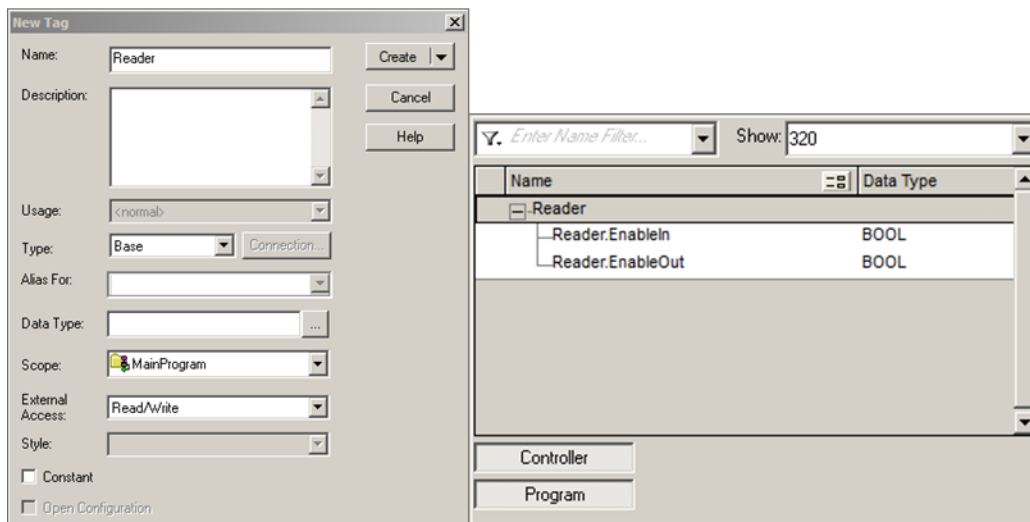 New Tag
Name: Reader Create
Description: Cancel
Help
Usage: <normal>
Type: Base Connection...
Alias For:
Data Type: ...
Scope: MainProgram
External Access: Read/Write
Style:
Constant
Open Configuration
Enter Name Filter... Show: 320
Name Data Type
Reader
Reader.EnableIn BOOL
Reader.EnableOut BOOL
Controller
Program